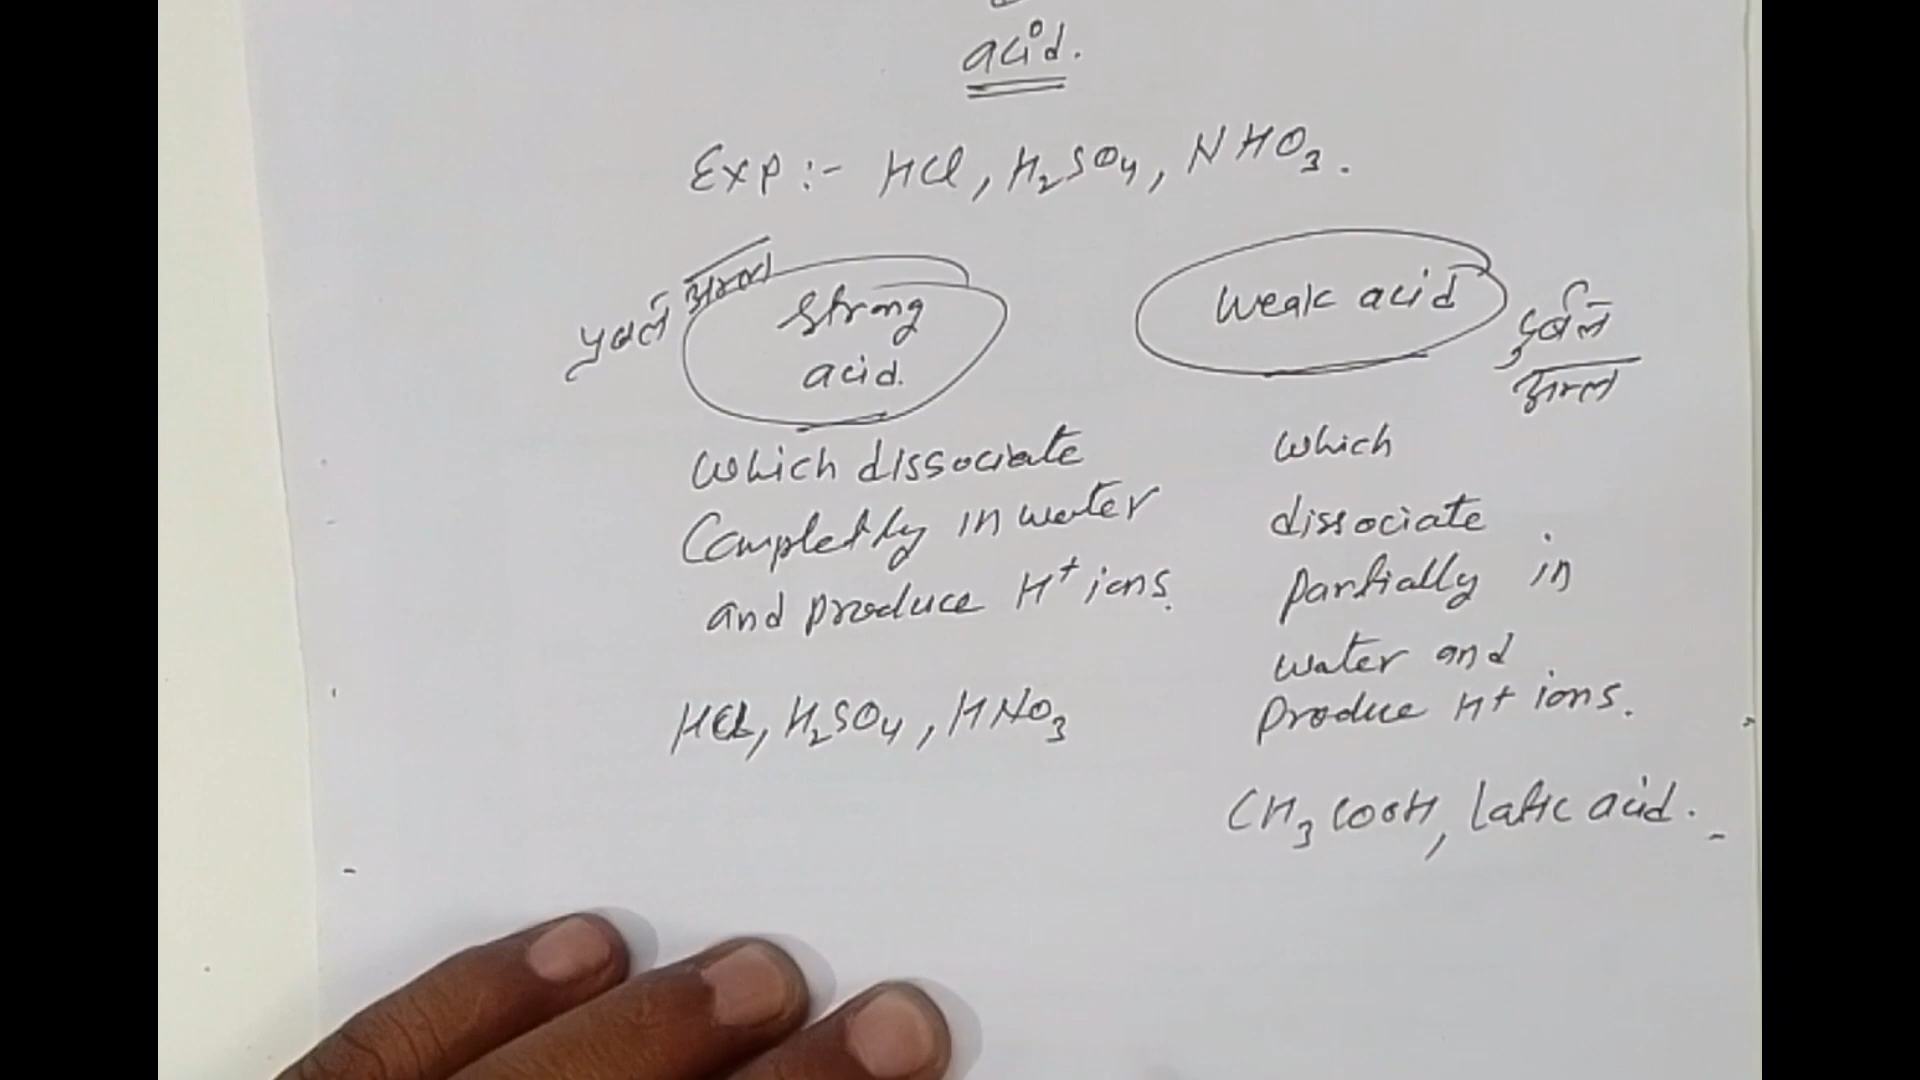 acid.
Exp :- HCl, H₂SO₄, NHO₃.
प्रबल अम्ल
Strong
acid.
Which dissociate
Completly in water
and produce H⁺ ions.
HCl, H₂SO₄, HNO₃
Weak acid
दुर्बल
अम्ल
Which
dissociate
Partially in
water and
Produce H⁺ ions.
CH₃COOH, Latic acid.